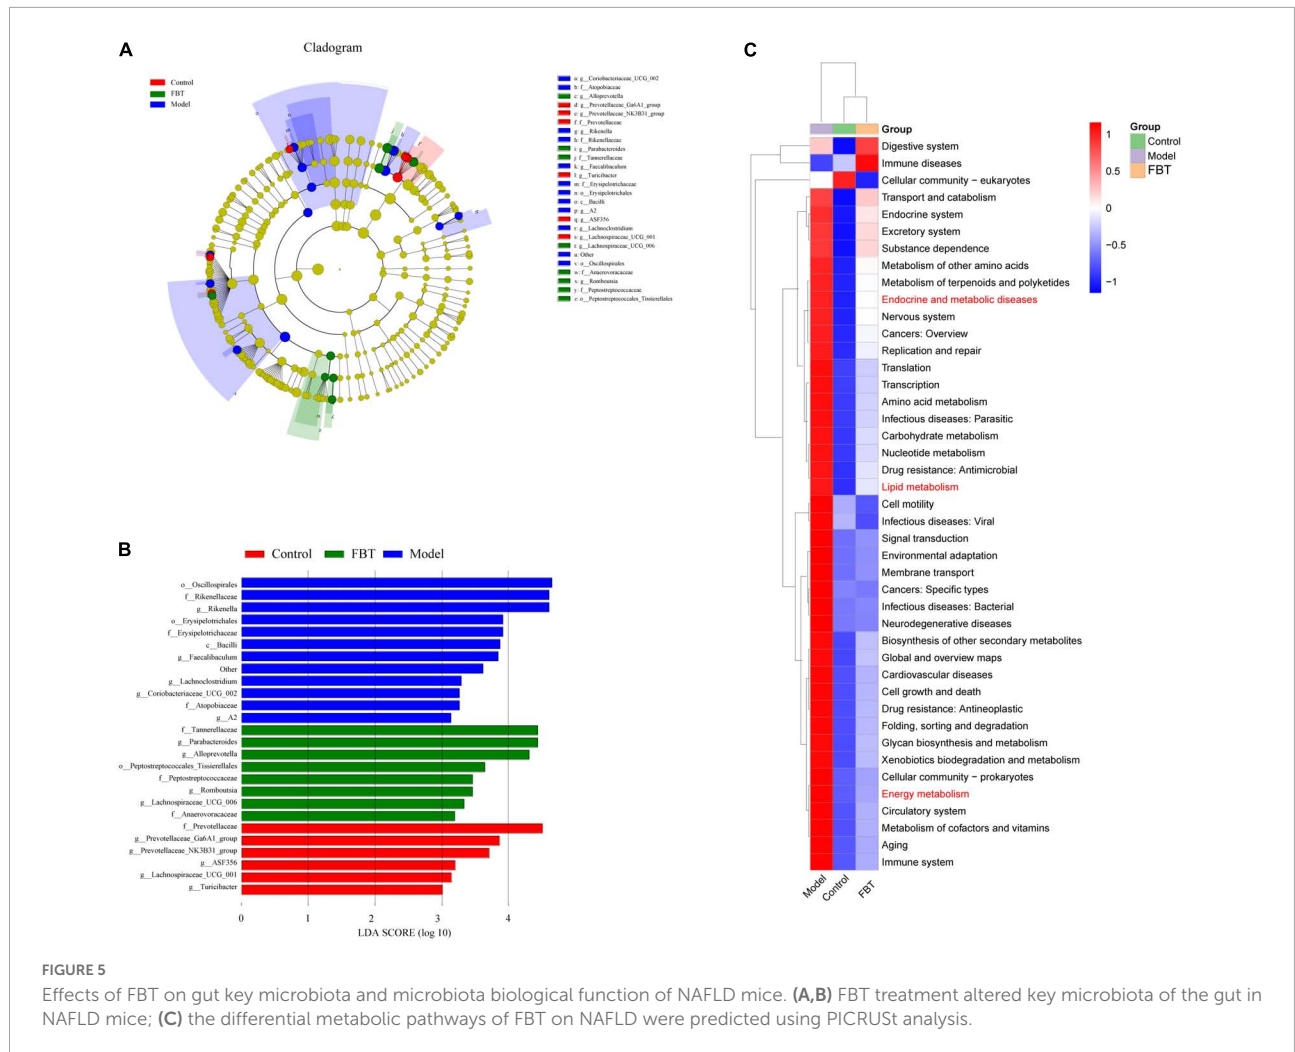 A
Cladogram
Control
FBT
Model
a: g__Coriobacteriaceae_UCG_002
b: f__Atopobiaceae
c: g__Alloprevotella
d: g__Prevotellaceae_Ga6A1_group
e: g__Prevotellaceae_NK3B31_group
f: f__Prevotellaceae
g: g__Rikenella
h: f__Rikenellaceae
i: g__Parabacteroides
j: f__Tannerellaceae
k: g__Faecalibaculum
l: g__Turicibacter
m: f__Erysipelotrichaceae
n: o__Erysipelotrichales
o: c__Bacilli
p: g__A2
q: g__ASF356
r: g__Lachnoclostridium
s: g__Lachnospiraceae_UCG_001
t: g__Lachnospiraceae_UCG_006
u: Other
v: o__Oscillospirales
w: f__Anaerovoracaceae
x: g__Romboutsia
y: f__Peptostreptococcaceae
z: o__Peptostreptococcales_Tissierellales
B
Control FBT Model
o__Oscillospirales
f__Rikenellaceae
g__Rikenella
o__Erysipelotrichales
f__Erysipelotrichaceae
c__Bacilli
g__Faecalibaculum
Other
g__Lachnoclostridium
g__Coriobacteriaceae_UCG_002
f__Atopobiaceae
g__A2
f__Tannerellaceae
g__Parabacteroides
g__Alloprevotella
o__Peptostreptococcales_Tissierellales
f__Peptostreptococcaceae
g__Romboutsia
g__Lachnospiraceae_UCG_006
f__Anaerovoracaceae
f__Prevotellaceae
g__Prevotellaceae_Ga6A1_group
g__Prevotellaceae_NK3B31_group
g__ASF356
g__Lachnospiraceae_UCG_001
g__Turicibacter
0 1 2 3 4
LDA SCORE (log 10)
C
Group
Digestive system
Immune diseases
Cellular community − eukaryotes
Transport and catabolism
Endocrine system
Excretory system
Substance dependence
Metabolism of other amino acids
Metabolism of terpenoids and polyketides
Endocrine and metabolic diseases
Nervous system
Cancers: Overview
Replication and repair
Translation
Transcription
Amino acid metabolism
Infectious diseases: Parasitic
Carbohydrate metabolism
Nucleotide metabolism
Drug resistance: Antimicrobial
Lipid metabolism
Cell motility
Infectious diseases: Viral
Signal transduction
Environmental adaptation
Membrane transport
Cancers: Specific types
Infectious diseases: Bacterial
Neurodegenerative diseases
Biosynthesis of other secondary metabolites
Global and overview maps
Cardiovascular diseases
Cell growth and death
Drug resistance: Antineoplastic
Folding, sorting and degradation
Glycan biosynthesis and metabolism
Xenobiotics biodegradation and metabolism
Cellular community − prokaryotes
Energy metabolism
Circulatory system
Metabolism of cofactors and vitamins
Aging
Immune system
Model Control FBT
1
0.5
0
−0.5
−1
Group
Control
Model
FBT
FIGURE 5
Effects of FBT on gut key microbiota and microbiota biological function of NAFLD mice. (A,B) FBT treatment altered key microbiota of the gut in
NAFLD mice; (C) the differential metabolic pathways of FBT on NAFLD were predicted using PICRUSt analysis.